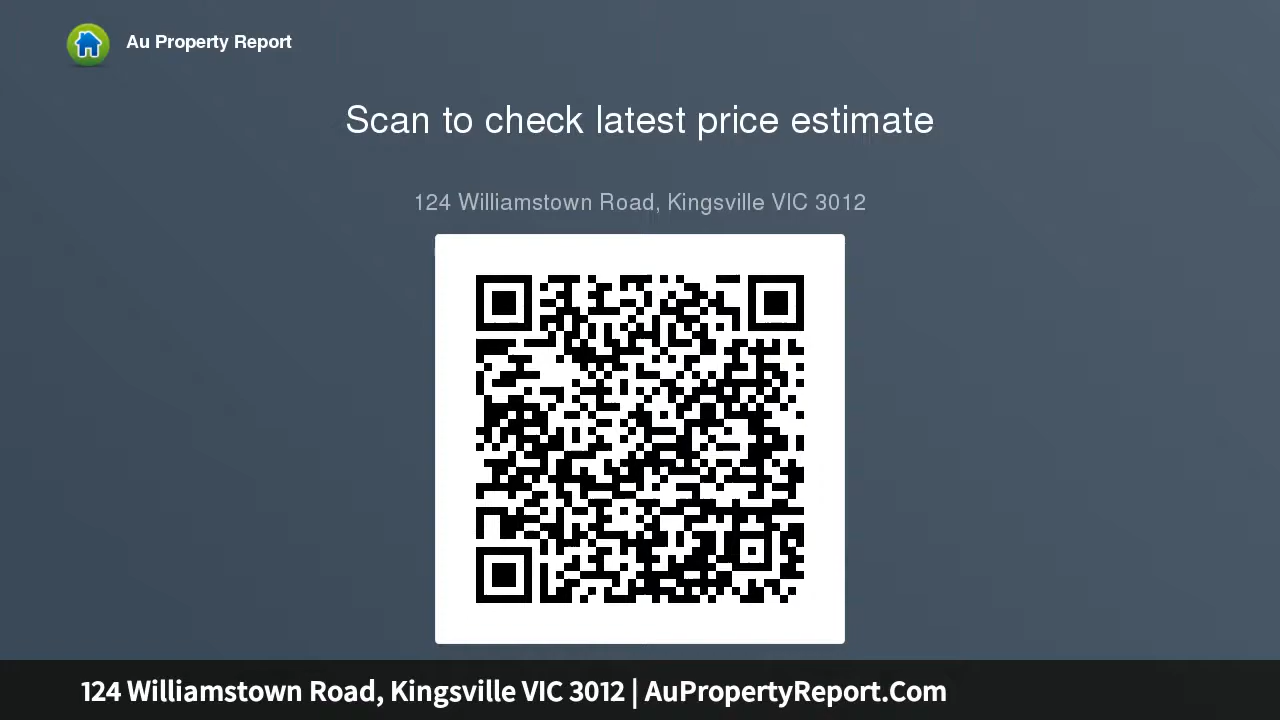 Au Property Report
Scan to check latest price estimate
124 Williamstown Road, Kingsville VIC 3012
124 Williamstown Road, Kingsville VIC 3012 | AuPropertyReport.Com